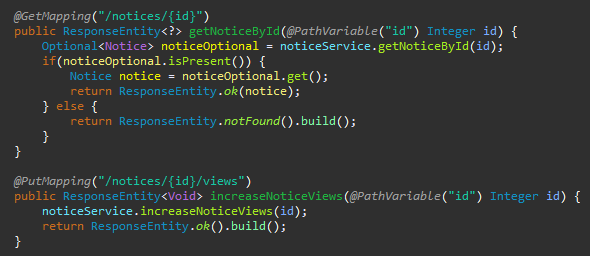 @GetMapping("/notices/{id}")
public ResponseEntity<?> getNoticeById(@PathVariable("id") Integer id) {
    Optional<Notice> noticeOptional = noticeService.getNoticeById(id);
    if(noticeOptional.isPresent()) {
        Notice notice = noticeOptional.get();
        return ResponseEntity.ok(notice);
    } else {
        return ResponseEntity.notFound().build();
    }
}

@PutMapping("/notices/{id}/views")
public ResponseEntity<Void> increaseNoticeViews(@PathVariable("id") Integer id) {
    noticeService.increaseNoticeViews(id);
    return ResponseEntity.ok().build();
}